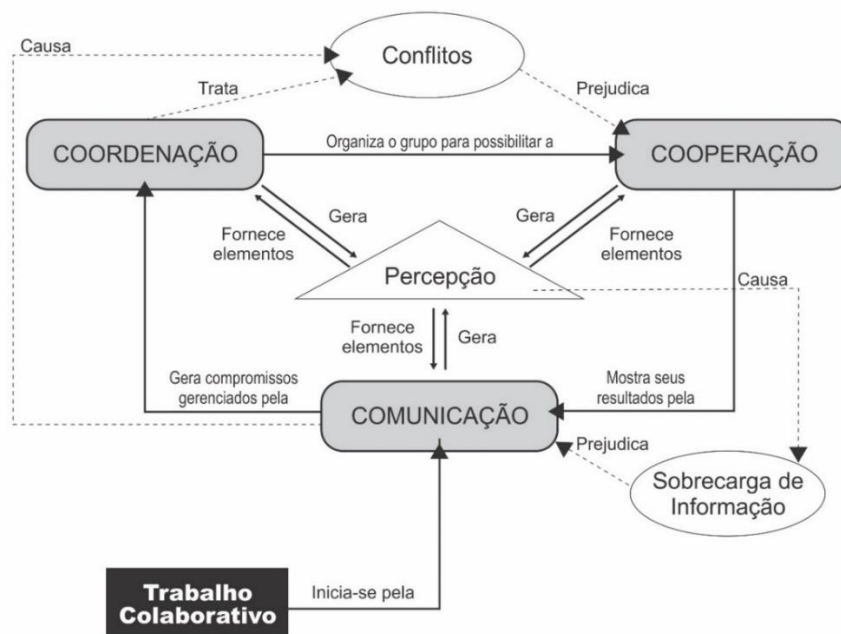 Causa
Conflitos
Trata
Prejudica
COORDENAÇÃO
Organiza o grupo para possibilitar a
COOPERAÇÃO
Gera
Fornece
elementos
Gera
Fornece
elementos
Percepção
Causa
Fornece
elementos
Gera
Gera compromissos
gerenciados pela
COMUNICAÇÃO
Mostra seus
resultados pela
Prejudica
Sobrecarga de
Informação
Trabalho
Colaborativo
Inicia-se pela